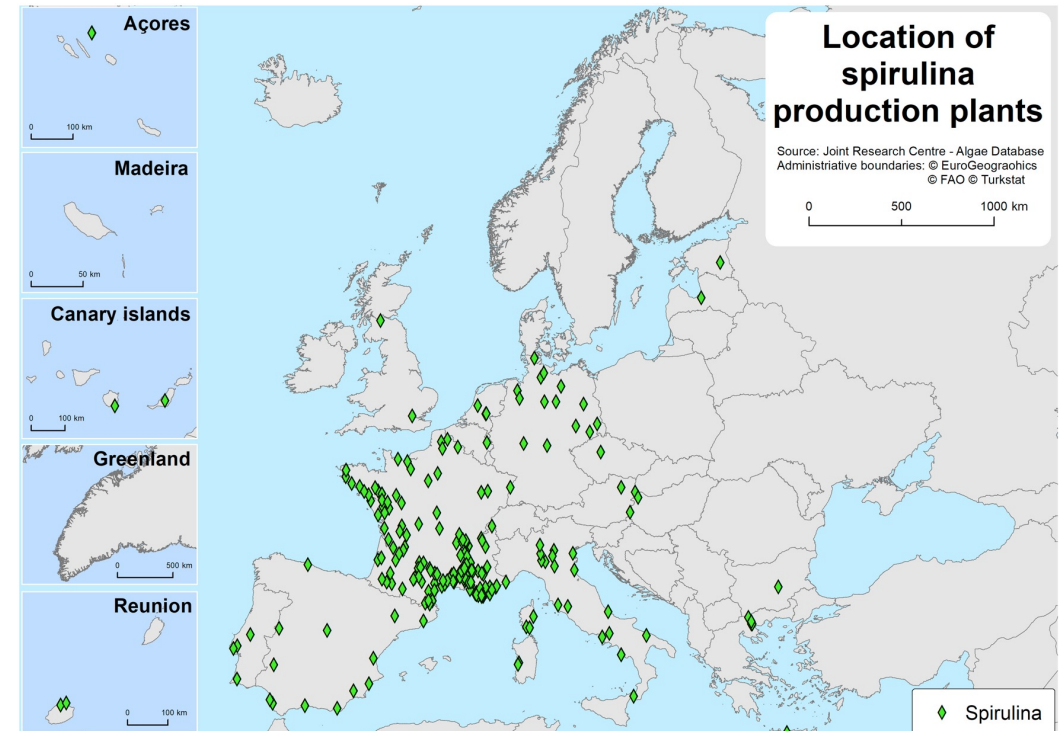 Açores
0 100 km
Madeira
0 50 km
Canary islands
0 100 km
Greenland
0 500 km
Reunion
0 100 km
Location of
spirulina
production plants
Source: Joint Research Centre - Algae Database
Administriative boundaries: © EuroGeograohics
© FAO © Turkstat
0 500 1000 km
Spirulina